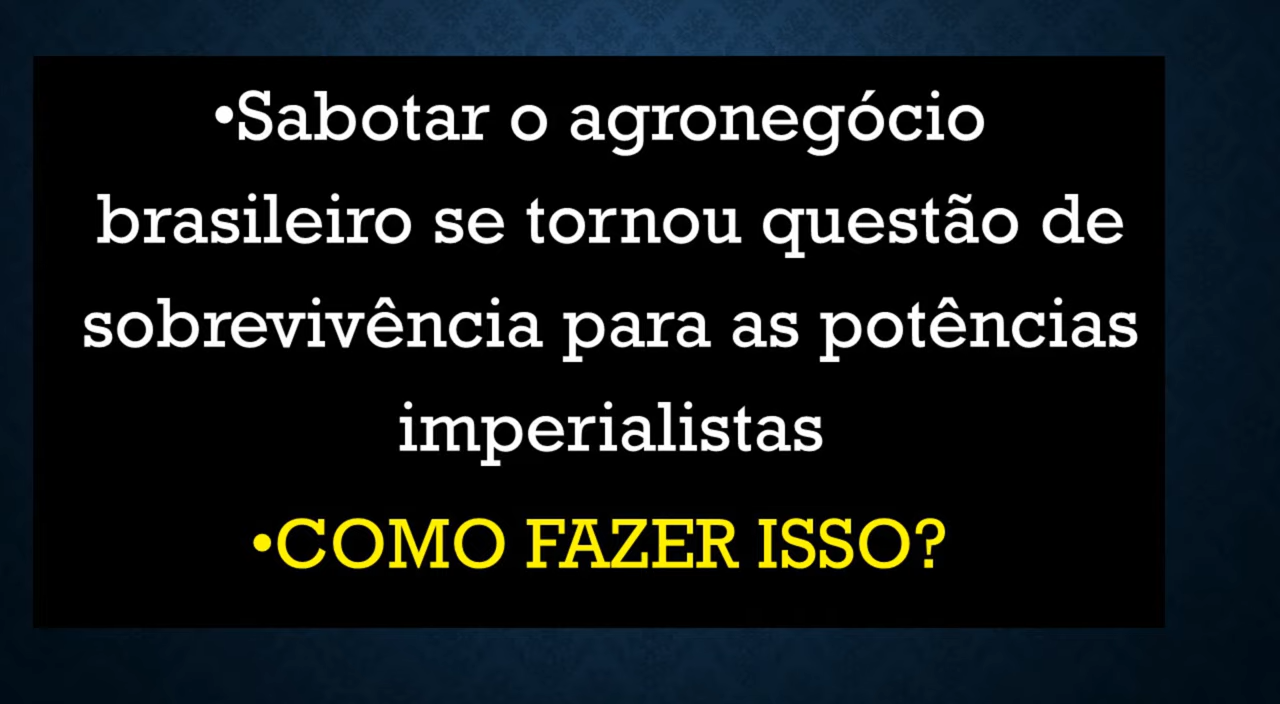 •Sabotar o agronegócio
brasileiro se tornou questão de
sobrevivência para as potências
imperialistas
•COMO FAZER ISSO?